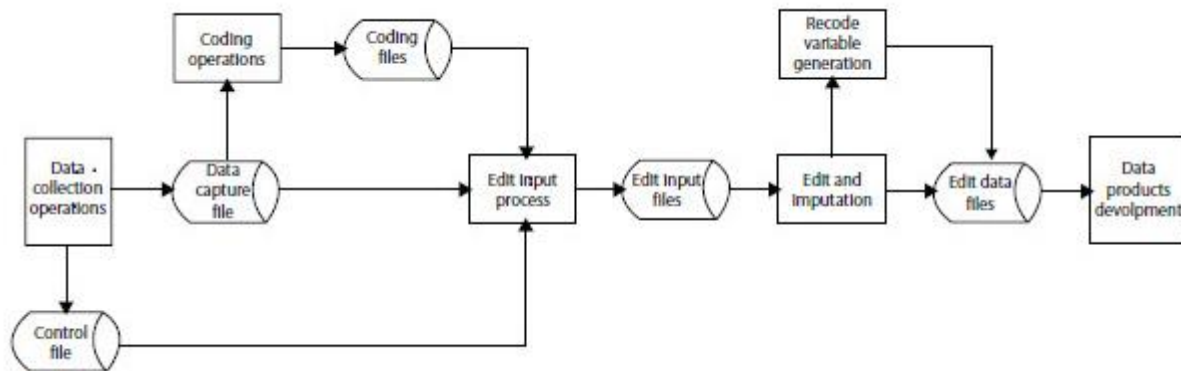 Coding
operations
Coding
files
Recode
variable
generation
Data
collection
operations
Data
capture
file
Edit input
process
Edit input
files
Edit and
imputation
Edit data
files
Data
products
devolpment
Control
file